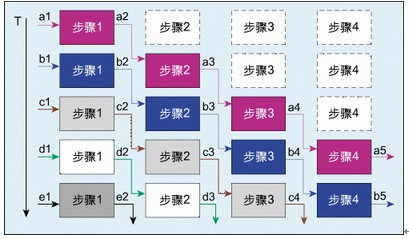 T
a1 步骤1 a2 步骤2 步骤3 步骤4
b1 步骤1 b2 步骤2 a3 步骤3 步骤4
c1 步骤1 c2 步骤2 b3 步骤3 a4 步骤4
d1 步骤1 d2 步骤2 c3 步骤3 b4 步骤4 a5
e1 步骤1 e2 步骤2 d3 步骤3 c4 步骤4 b5